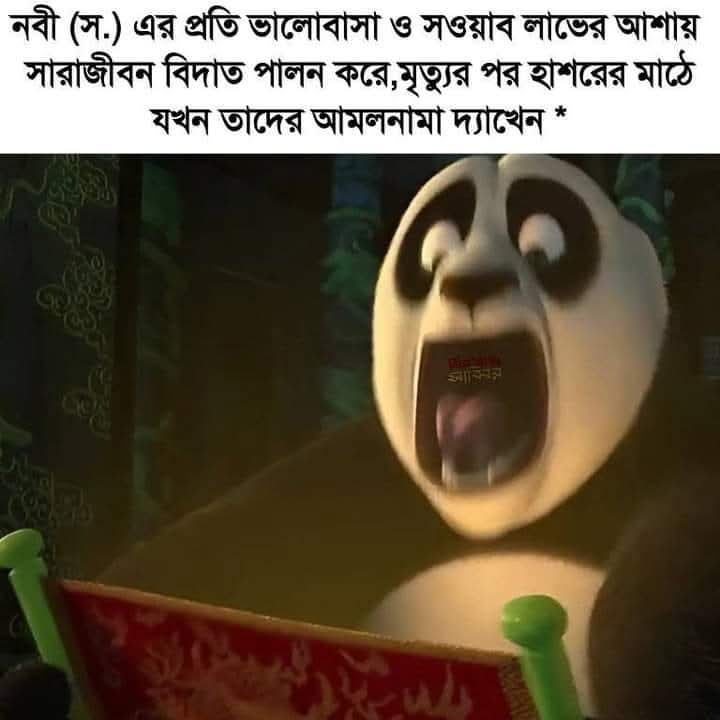 নবী (স.) এর প্রতি ভালোবাসা ও সওয়াব লাভের আশায়
সারাজীবন বিদাত পালন করে,মৃত্যুর পর হাশরের মাঠে
যখন তাদের আমলনামা দ্যাখেন *